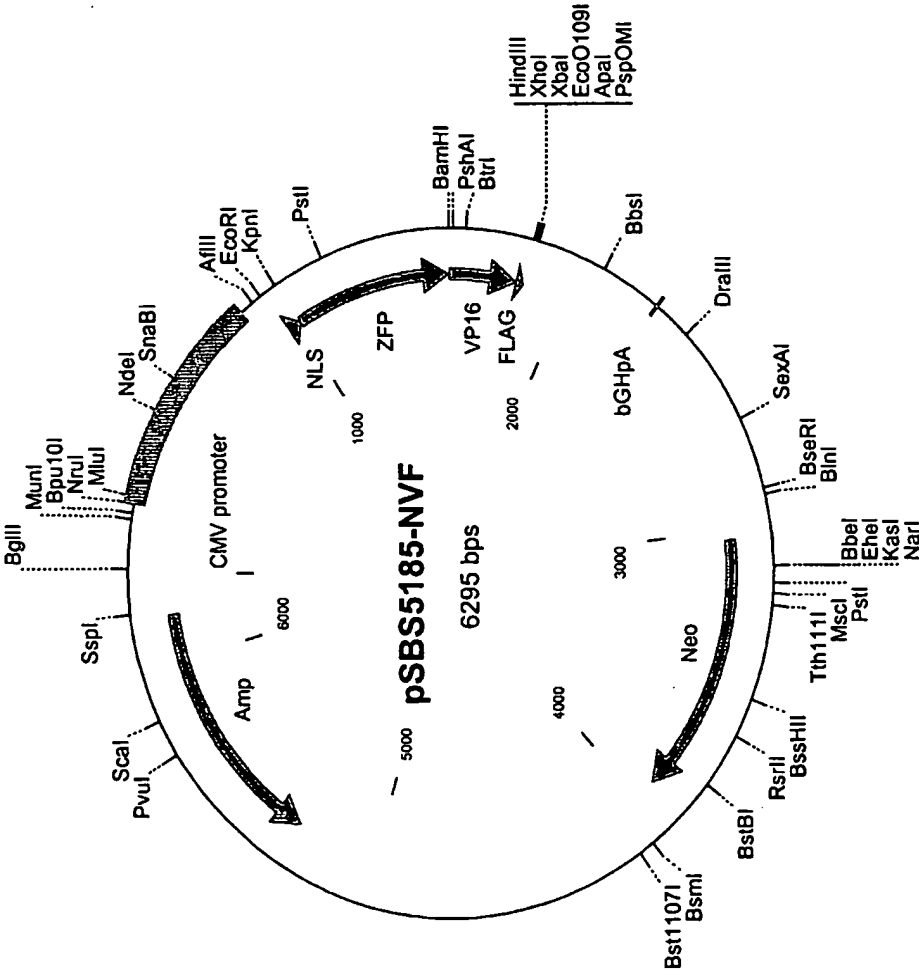 BglII
MunI
Bpu10I
NruI
MluI
NdeI
SnaBI
AflII
EcoRI
KpnI
PstI
BamHI
PshAI
BtrI
HindIII
XhoI
XbaI
EcoO109I
ApaI
PspOMI
BbsI
DraIII
SexAI
BseRI
BlnI
BbeI
EheI
KasI
NarI
PstI
MscI
Tth111I
BssHII
RsrII
BstBI
BsmI
Bst1107I
PvuI
ScaI
SspI
CMV promoter
NLS
ZFP
VP16
FLAG
bGHpA
Neo
Amp
1000
2000
3000
4000
5000
6000
pSBS5185-NVF
6295 bps